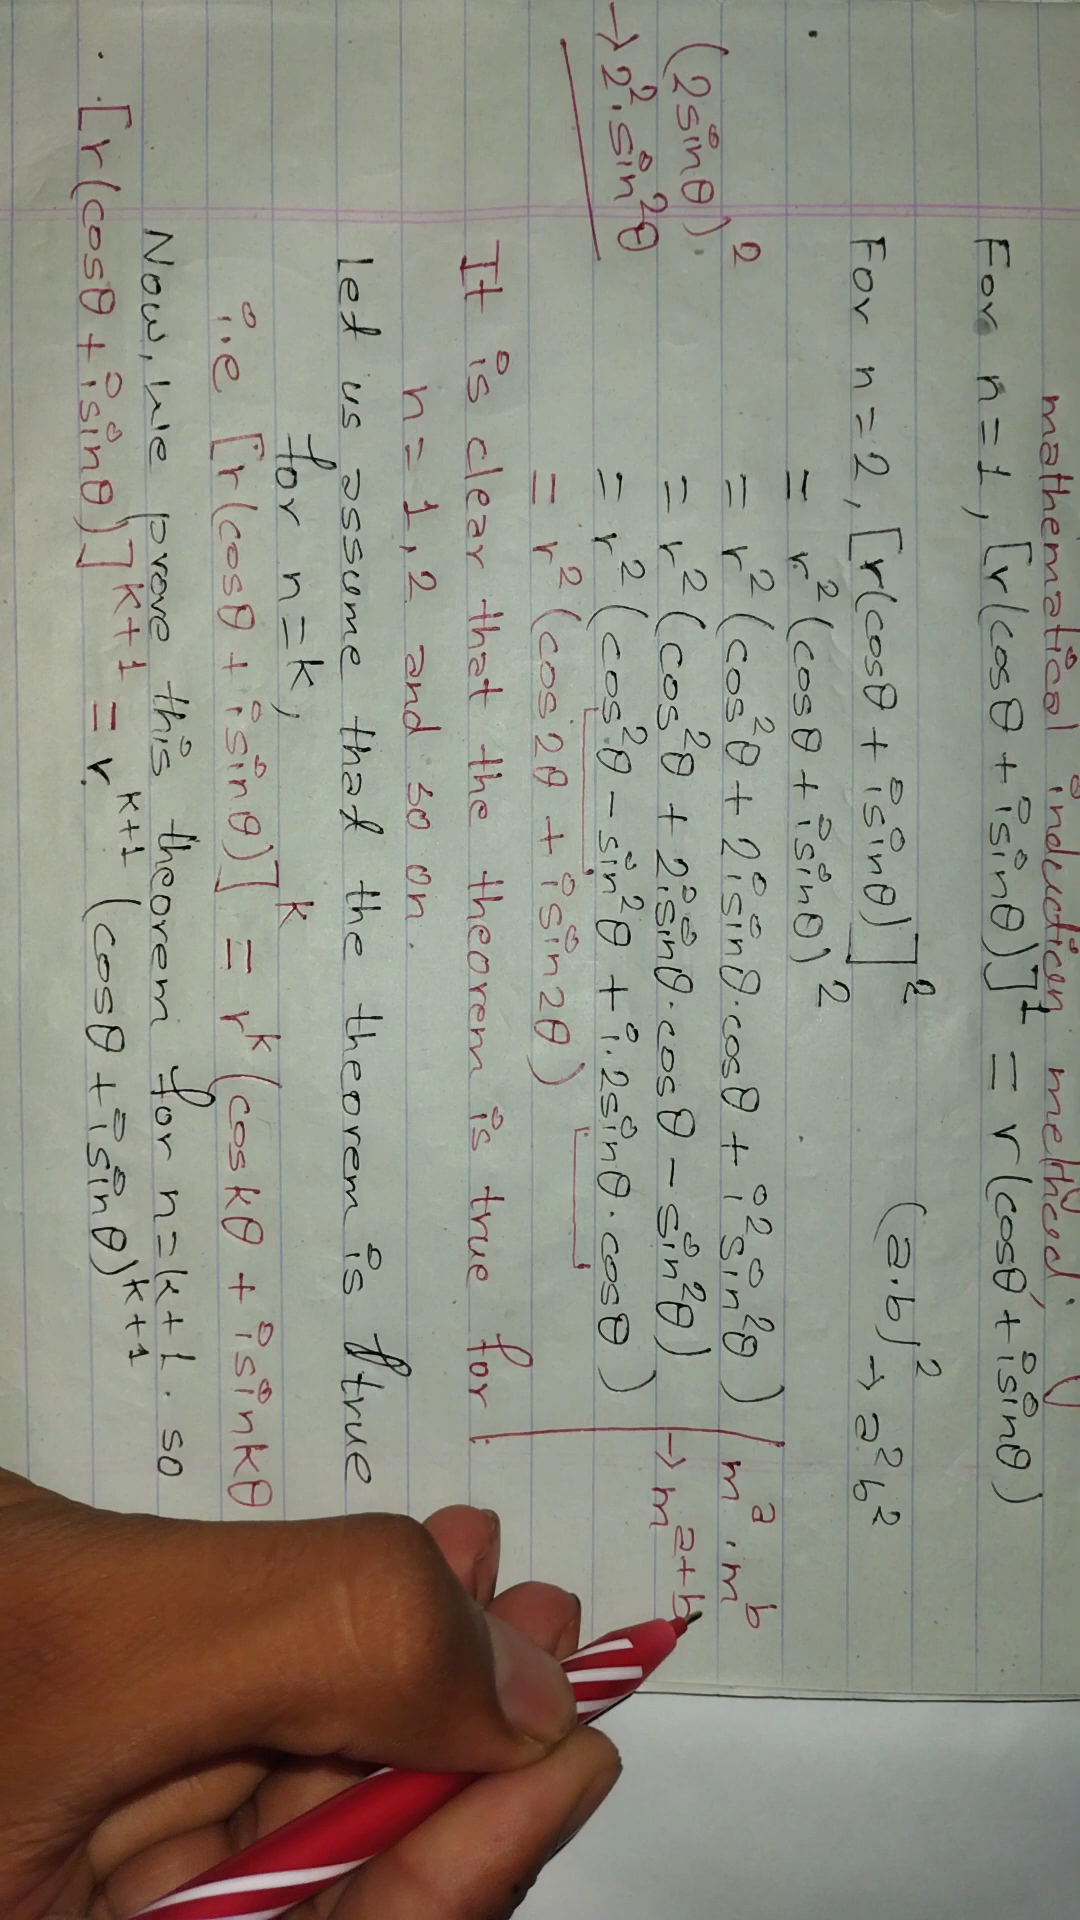 mathematical induction method,
For n=1, [r(cosθ + isinθ)]¹ = r(cosθ + isinθ)
For n=2, [r(cosθ + isinθ)]²
(a.b)² → a²b²
= r²(cosθ + isinθ)²
= r²(cos²θ + 2isinθ.cosθ + i²sin²θ)
= r²(cos²θ + 2isinθ.cosθ - sin²θ)
= r²(cos²θ - sin²θ + i.2sinθ.cosθ)
= r²(cos2θ + isin2θ)
(2sinθ)²
→ 2².sin²θ
m^a . m^b
→ m^a+b
It is clear that the theorem is true for
n = 1,2 and so on.
let us assume that the theorem is true
for n=k,
i.e [r(cosθ + isinθ)]^k = r^k(coskθ + isinkθ
Now, we prove this theorem for n=k+1. so
[r(cosθ + isinθ)]^k+1 = r^k+1 (cosθ + isinθ)^k+1